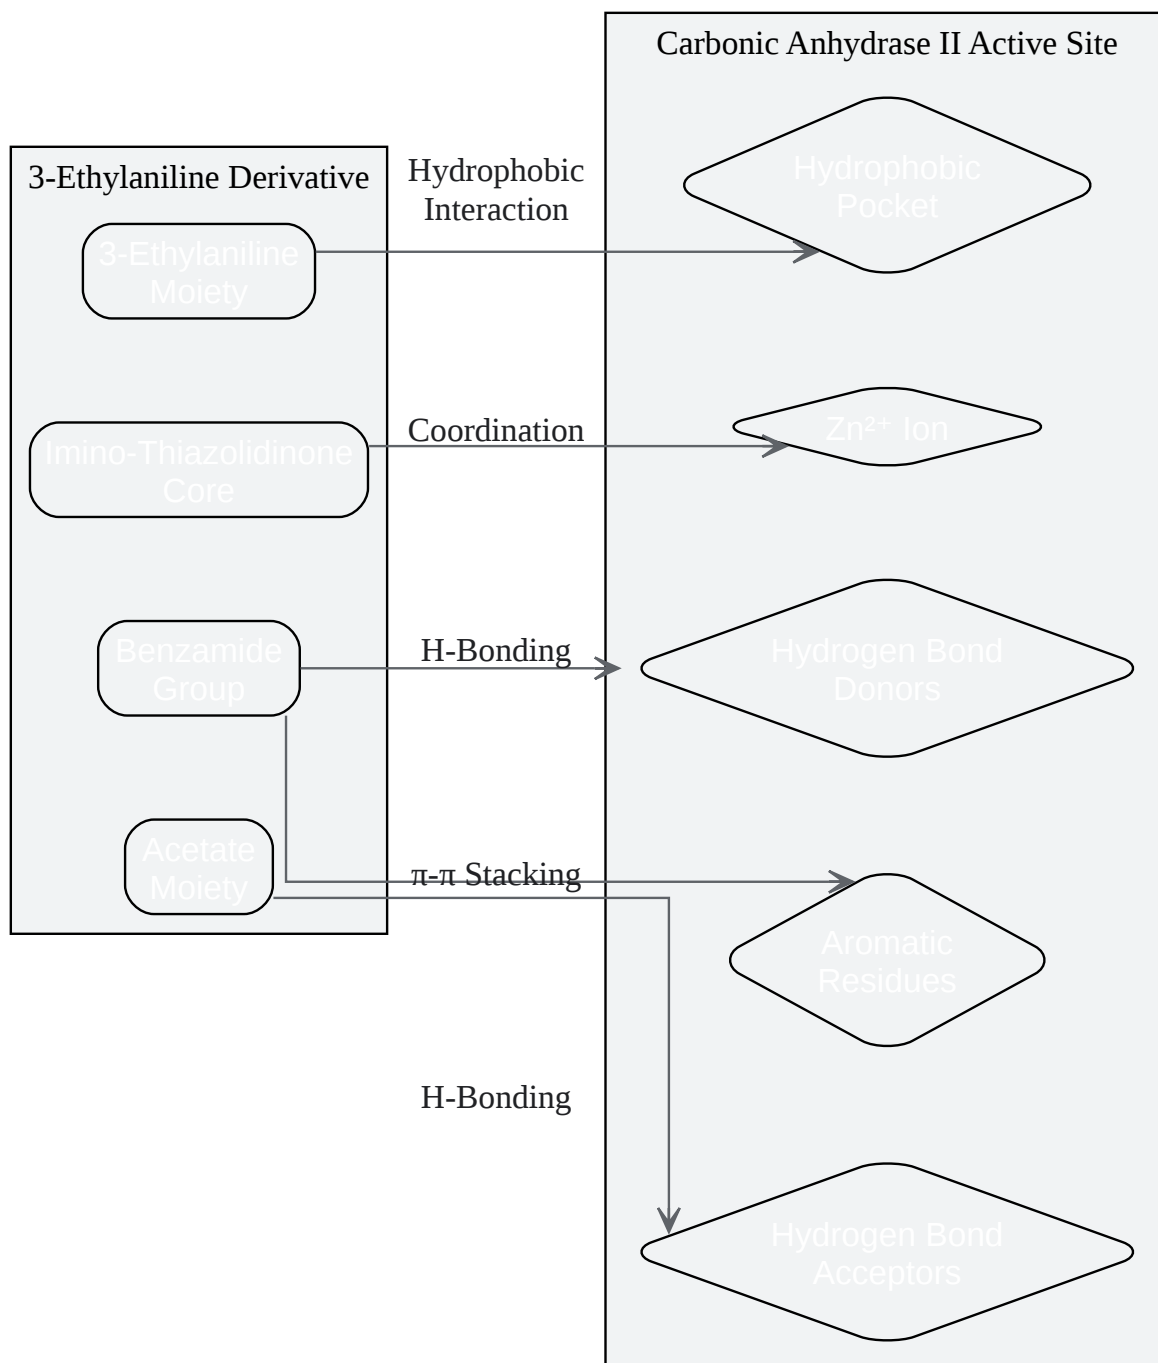 Carbonic Anhydrase II Active Site
3-Ethylaniline Derivative
Hydrophobic
Interaction
Hydrophobic
Pocket
3-Ethylaniline
Moiety
Imino-Thiazolidinone
Core
Coordination
Zn²⁺ Ion
Benzamide
Group
H-Bonding
Hydrogen Bond
Donors
Acetate
Moiety
π-π Stacking
Aromatic
Residues
H-Bonding
Hydrogen Bond
Acceptors